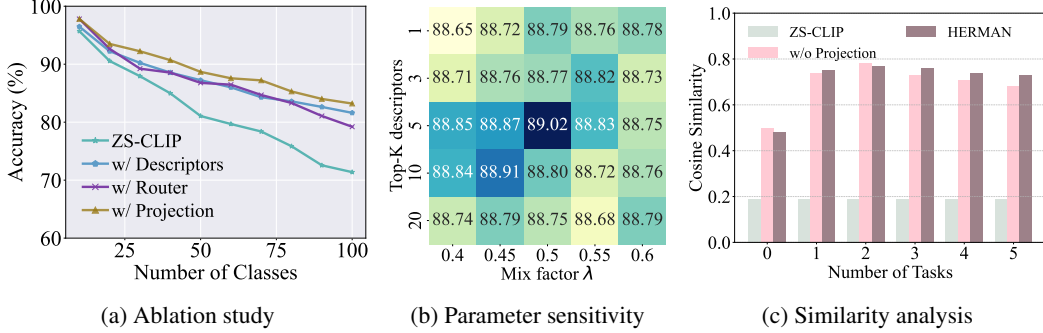 Accuracy (%)
100
90
80
70
60
ZS-CLIP
w/ Descriptors
w/ Router
w/ Projection
25 50 75 100
Number of Classes
(a) Ablation study
Top-K descriptors
1 88.65 88.72 88.79 88.76 88.78
3 88.71 88.76 88.77 88.82 88.73
5 88.85 88.87 89.02 88.83 88.75
10 88.84 88.91 88.80 88.72 88.76
20 88.74 88.79 88.75 88.68 88.79
0.4 0.45 0.5 0.55 0.6
Mix factor λ
(b) Parameter sensitivity
Cosine Similarity
1.0
0.8
0.6
0.4
0.2
0.0
ZS-CLIP HERMAN
w/o Projection
0 1 2 3 4 5
Number of Tasks
(c) Similarity analysis